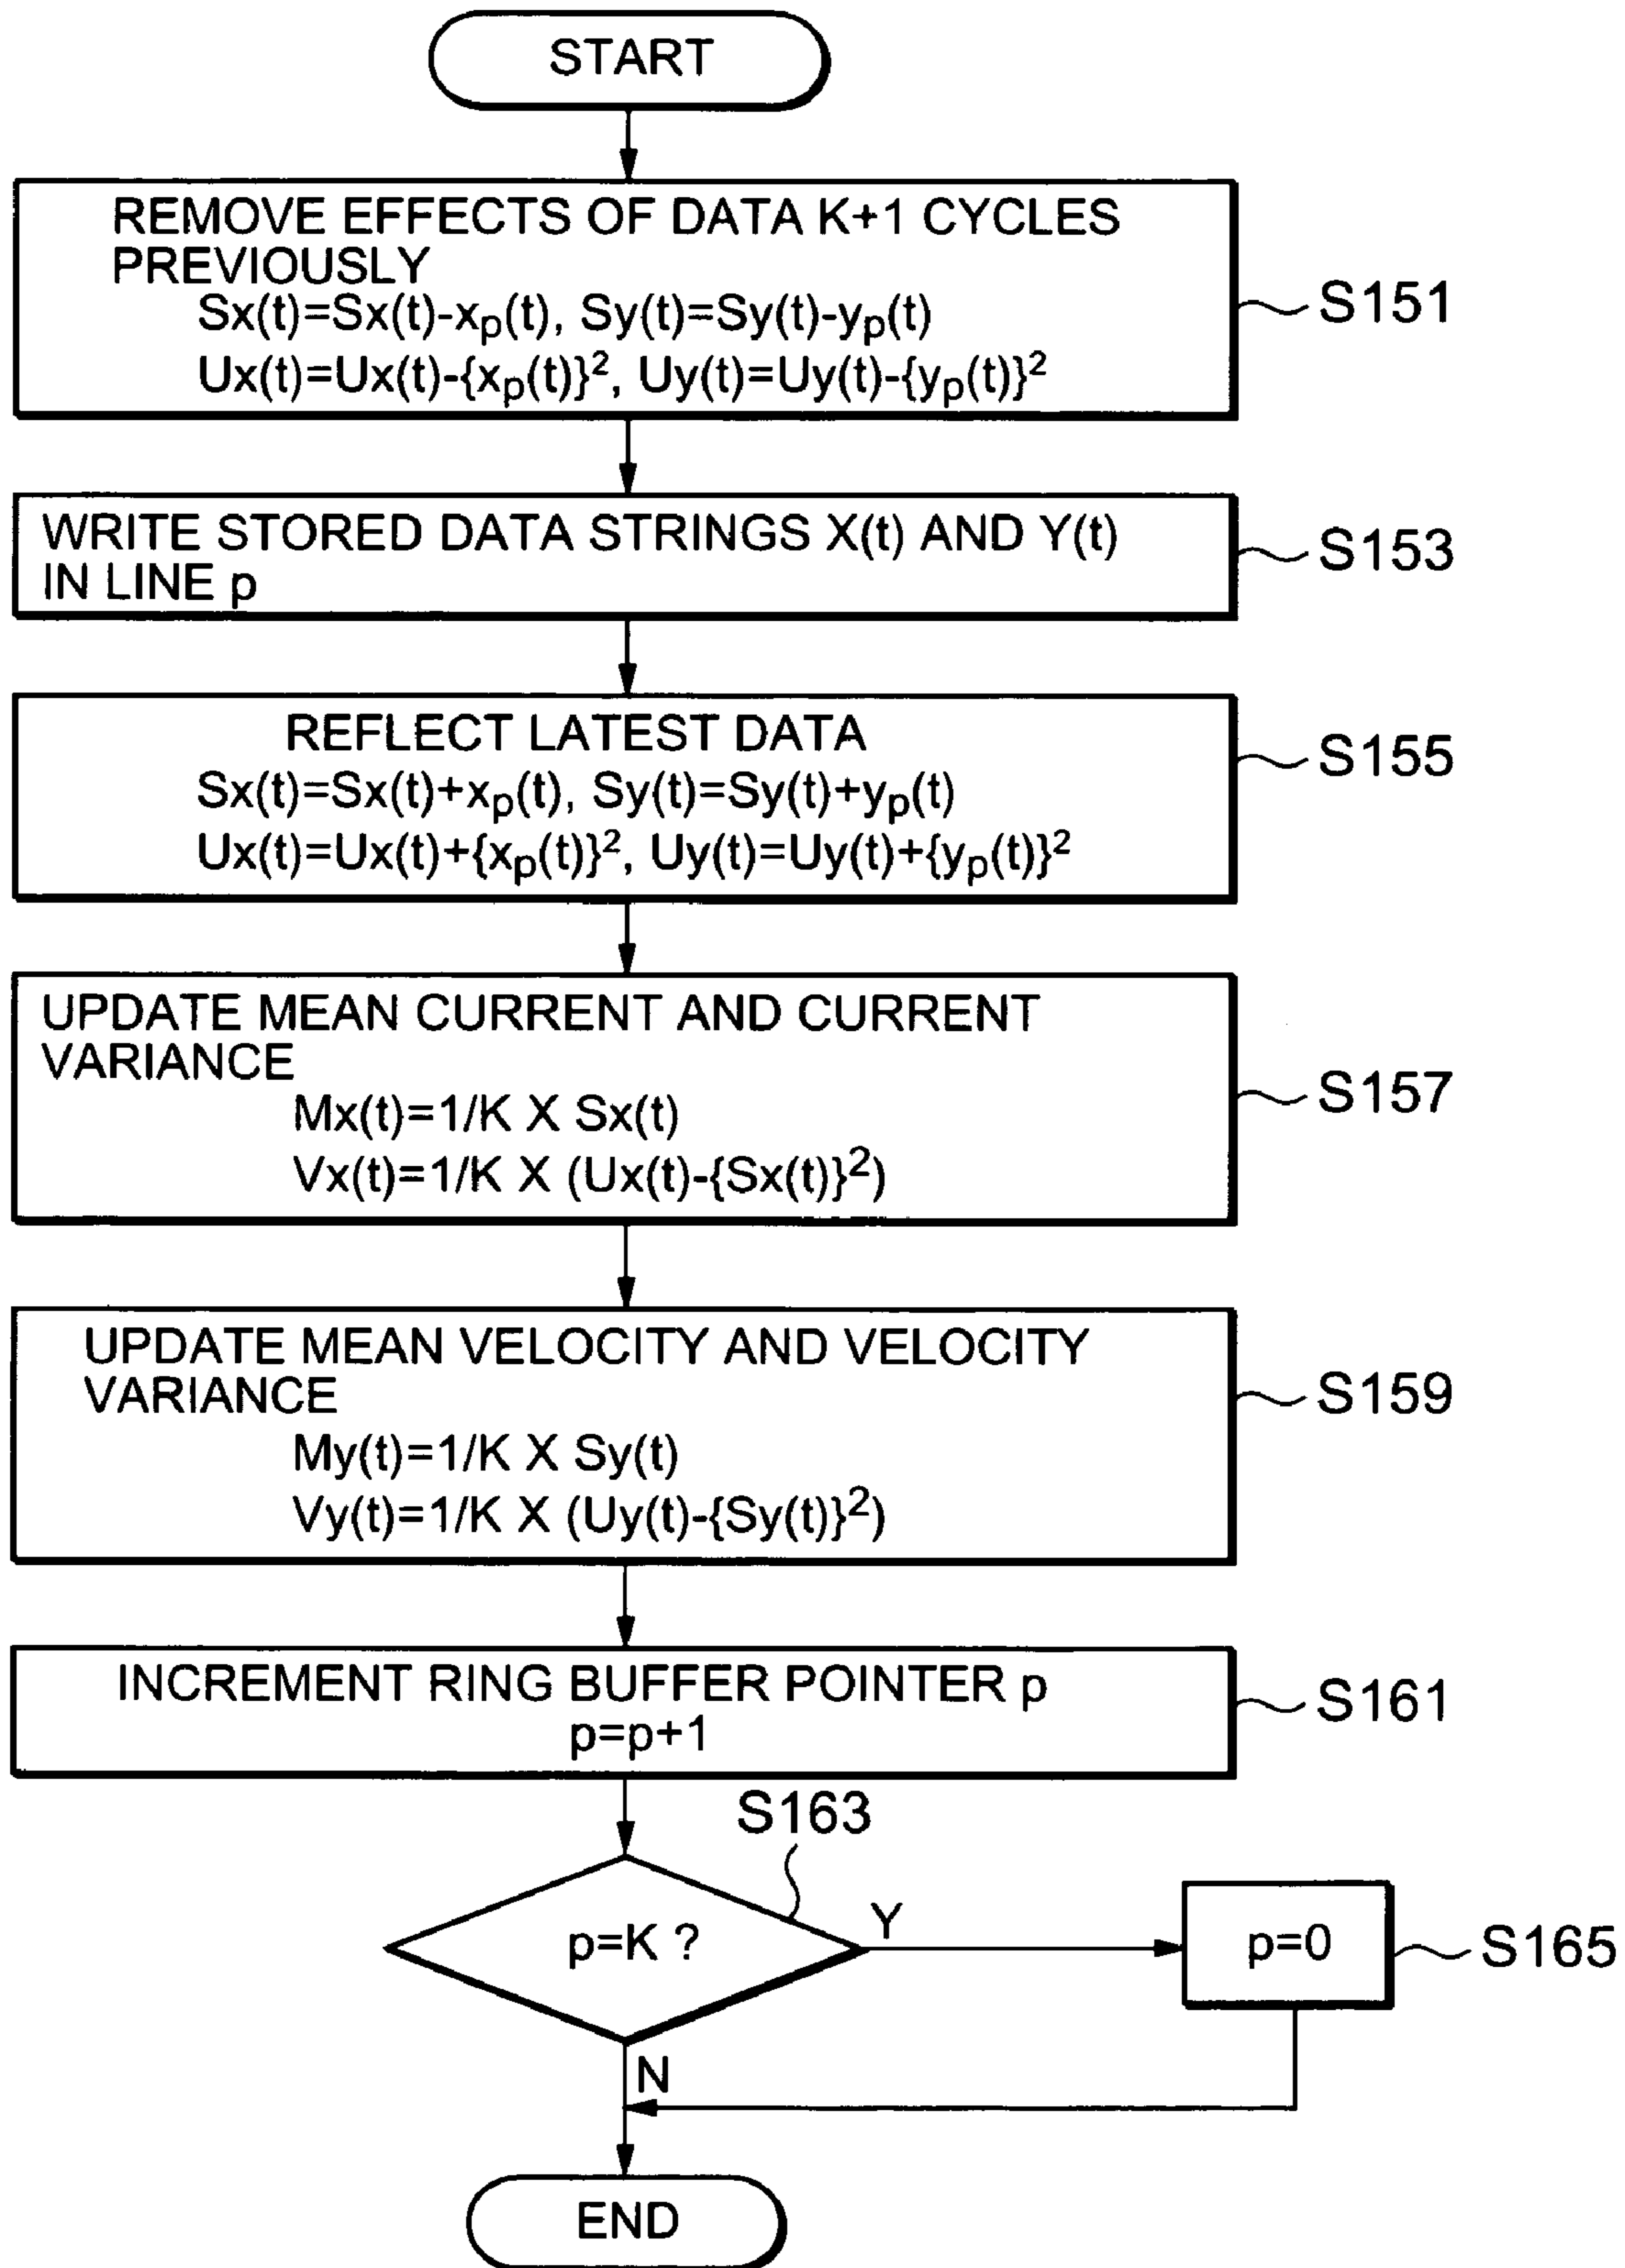 START
REMOVE EFFECTS OF DATA K+1 CYCLES
PREVIOUSLY
Sx(t)=Sx(t)-xₚ(t), Sy(t)=Sy(t)-yₚ(t)
Ux(t)=Ux(t)-{xₚ(t)}², Uy(t)=Uy(t)-{yₚ(t)}²
S151
WRITE STORED DATA STRINGS X(t) AND Y(t)
IN LINE p
S153
REFLECT LATEST DATA
Sx(t)=Sx(t)+xₚ(t), Sy(t)=Sy(t)+yₚ(t)
Ux(t)=Ux(t)+{xₚ(t)}², Uy(t)=Uy(t)+{yₚ(t)}²
S155
UPDATE MEAN CURRENT AND CURRENT
VARIANCE
Mx(t)=1/K X Sx(t)
Vx(t)=1/K X (Ux(t)-{Sx(t)}²)
S157
UPDATE MEAN VELOCITY AND VELOCITY
VARIANCE
My(t)=1/K X Sy(t)
Vy(t)=1/K X (Uy(t)-{Sy(t)}²)
S159
INCREMENT RING BUFFER POINTER p
p=p+1
S161
S163
p=K ?
Y
p=0
S165
N
END